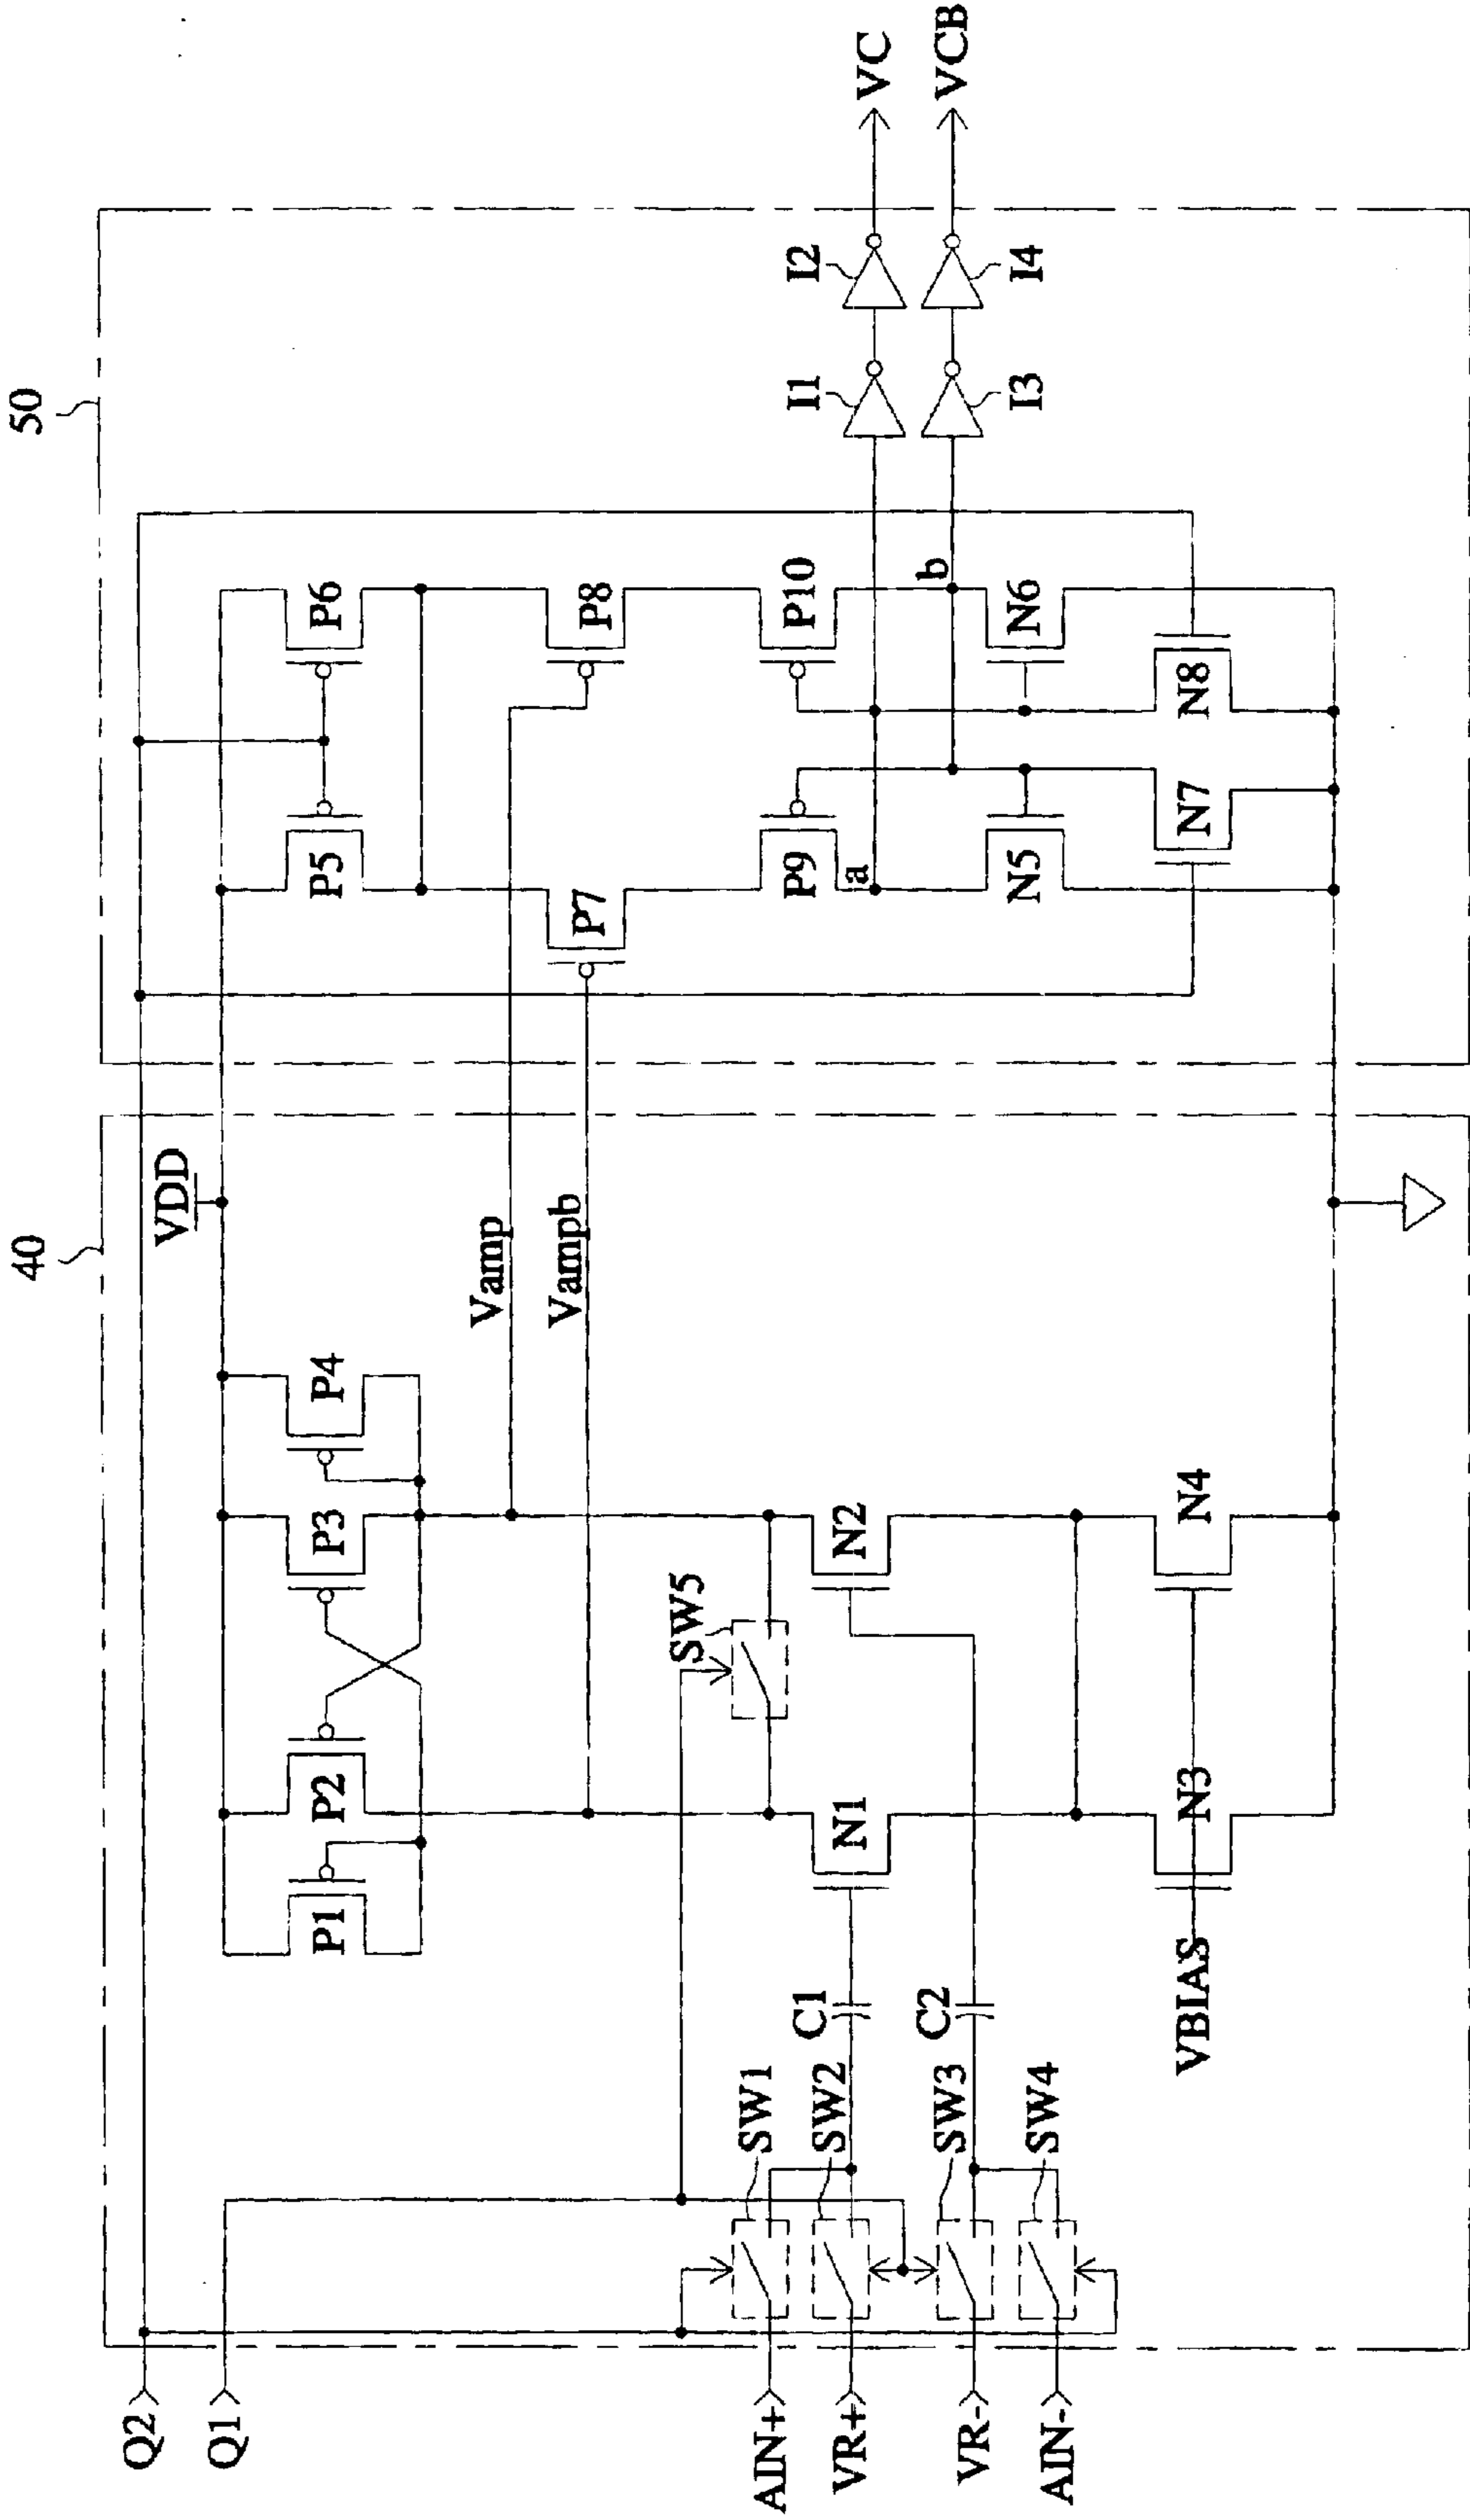 40
50
Q2
Q1
VDD
P1
P2
P3
P4
P5
P6
Vamp
Vampb
P7
P8
SW5
AIN+
SW1
C1
N1
N2
P9
P10
a
I1
I2
VC
VR+
SW2
VR-
SW3
C2
b
I3
I4
VCB
AIN-
SW4
N5
N6
VBIAS
N3
N4
N7
N8